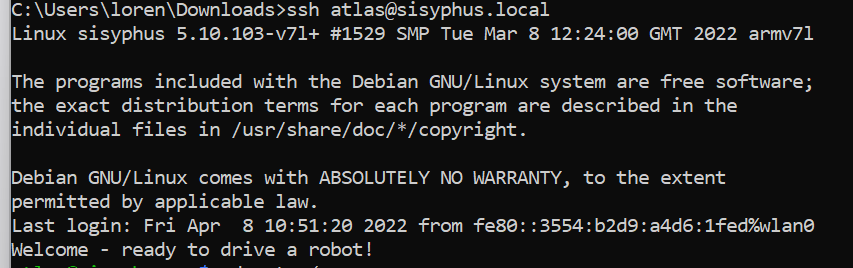 C:\Users\loren\Downloads>ssh atlas@sisyphus.local
Linux sisyphus 5.10.103-v7l+ #1529 SMP Tue Mar 8 12:24:00 GMT 2022 armv7l
The programs included with the Debian GNU/Linux system are free software;
the exact distribution terms for each program are described in the
individual files in /usr/share/doc/*/copyright.
Debian GNU/Linux comes with ABSOLUTELY NO WARRANTY, to the extent
permitted by applicable law.
Last login: Fri Apr  8 10:51:20 2022 from fe80::3554:b2d9:a4d6:1fed%wlan0
Welcome - ready to drive a robot!